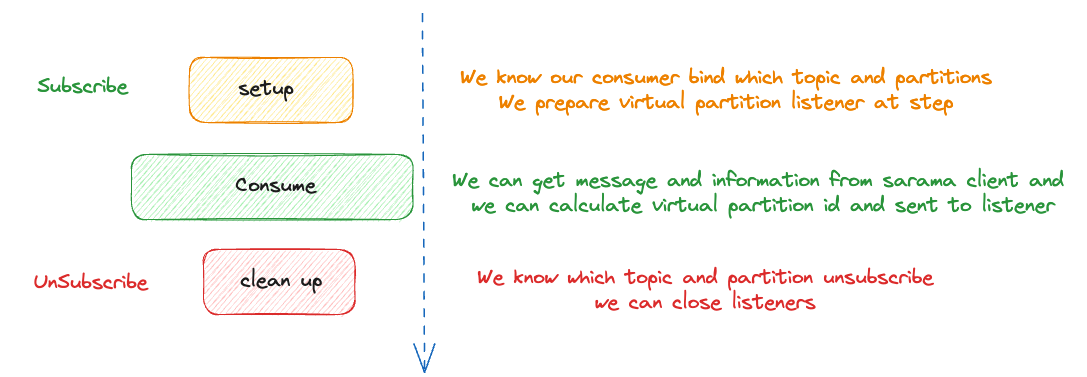 Subscribe
setup
We know our consumer bind which topic and partitions
We prepare virtual partition listener at step
Consume
We can get message and information from sarama client and
we can calculate virtual partition id and sent to listener
UnSubscribe
clean up
We know which topic and partition unsubscribe
we can close listeners